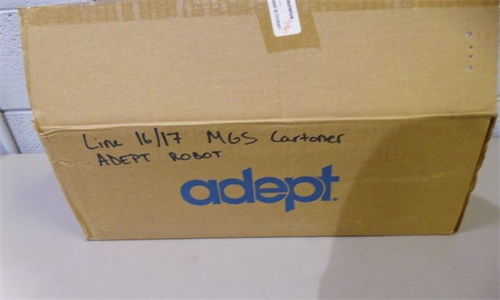 Line 16/17 MGS Cartoner
ADEPT ROBOT
adept